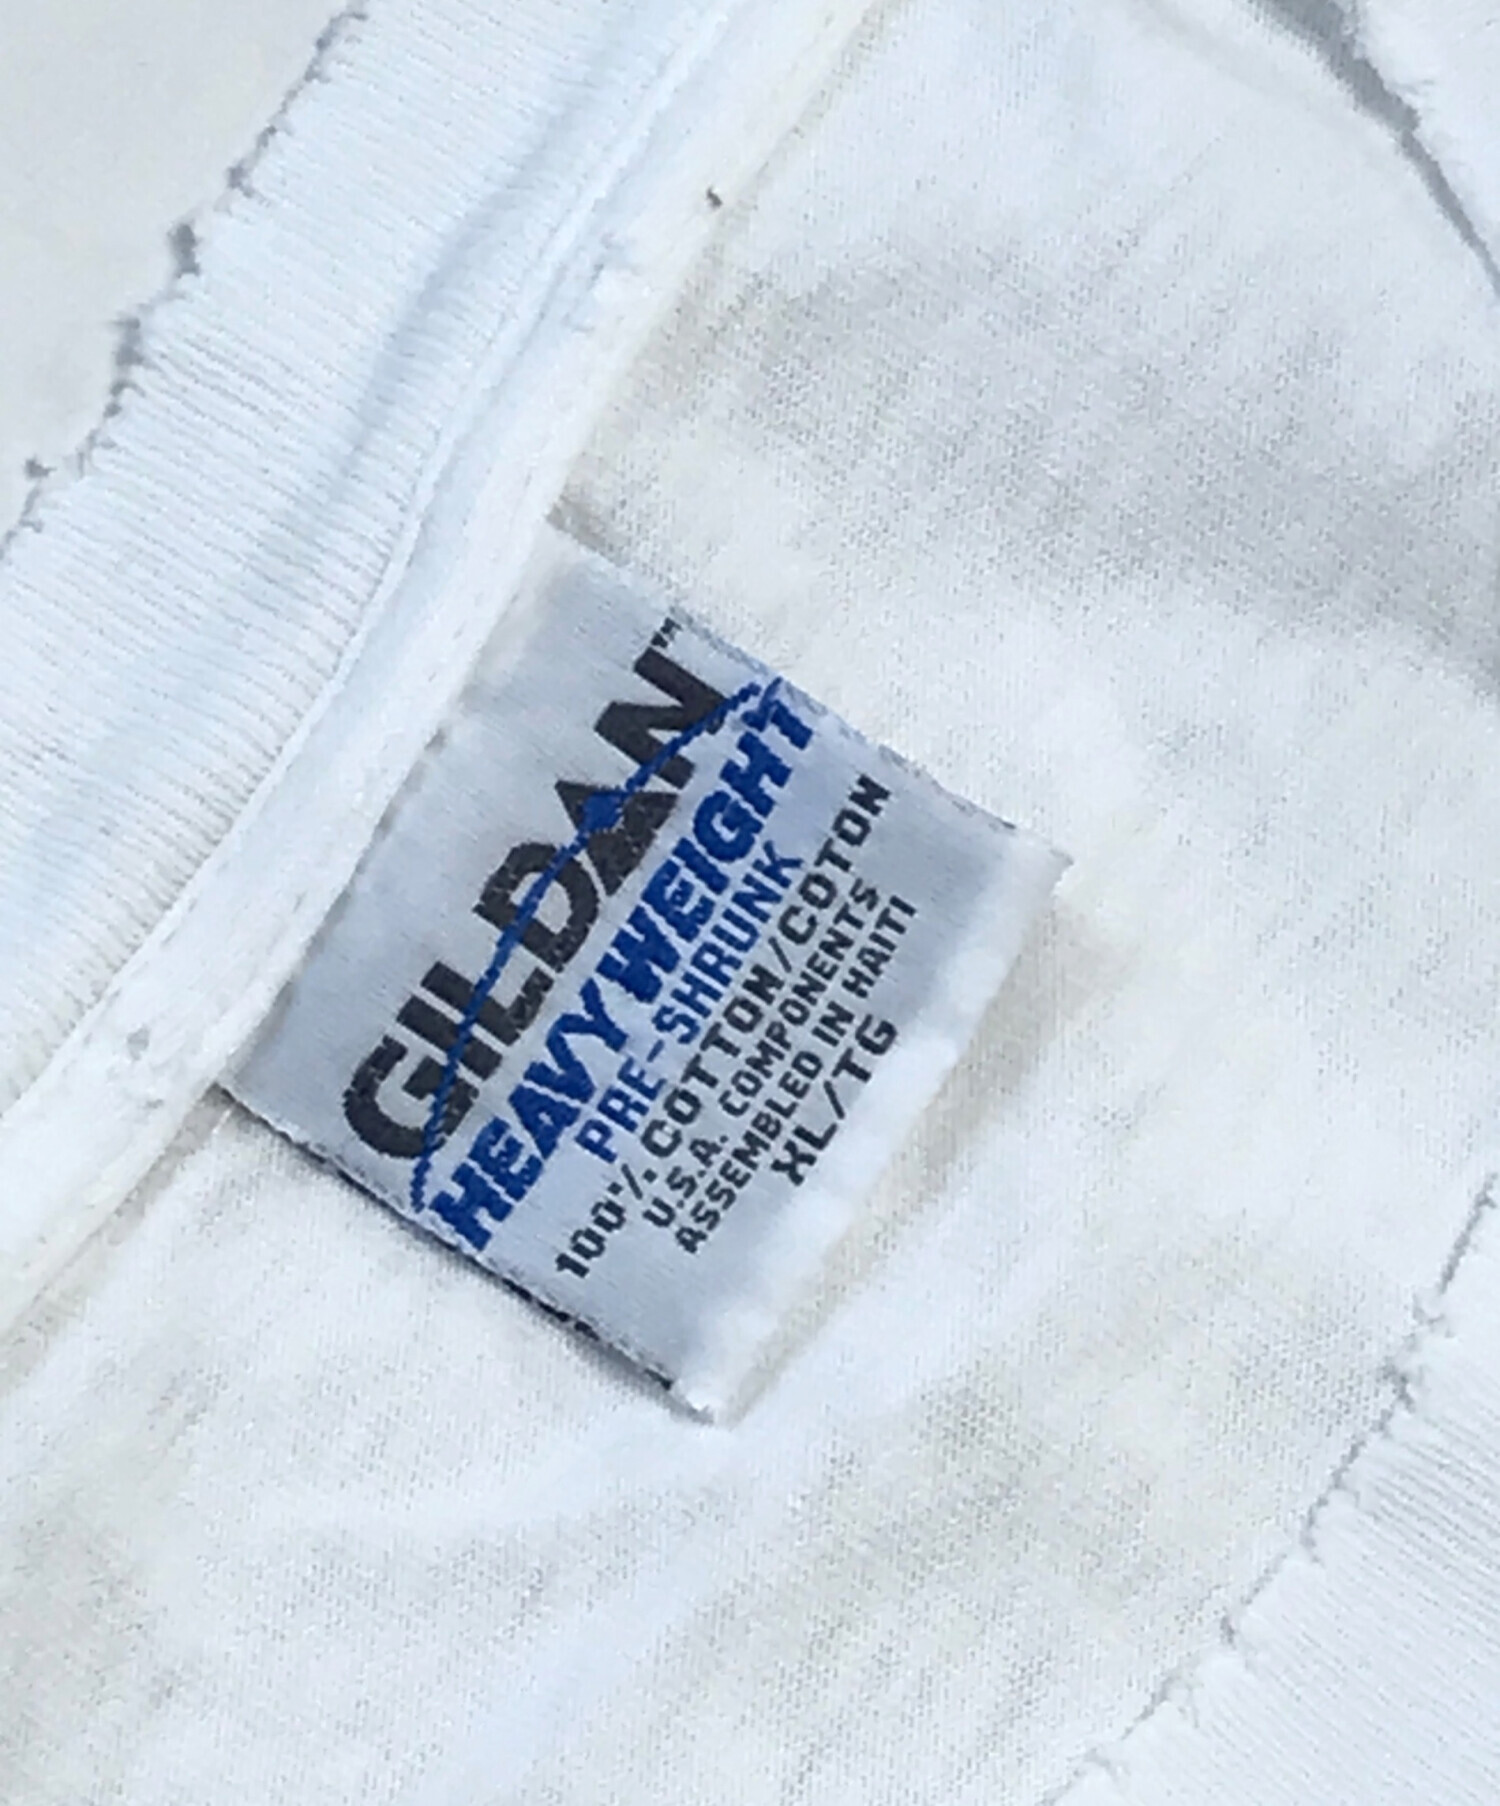 GILDAN™
HEAVYWEIGHT
PRE-SHRUNK
100% COTTON/COTON
U.S.A. COMPONENTS
ASSEMBLED IN HAITI
XL/TG